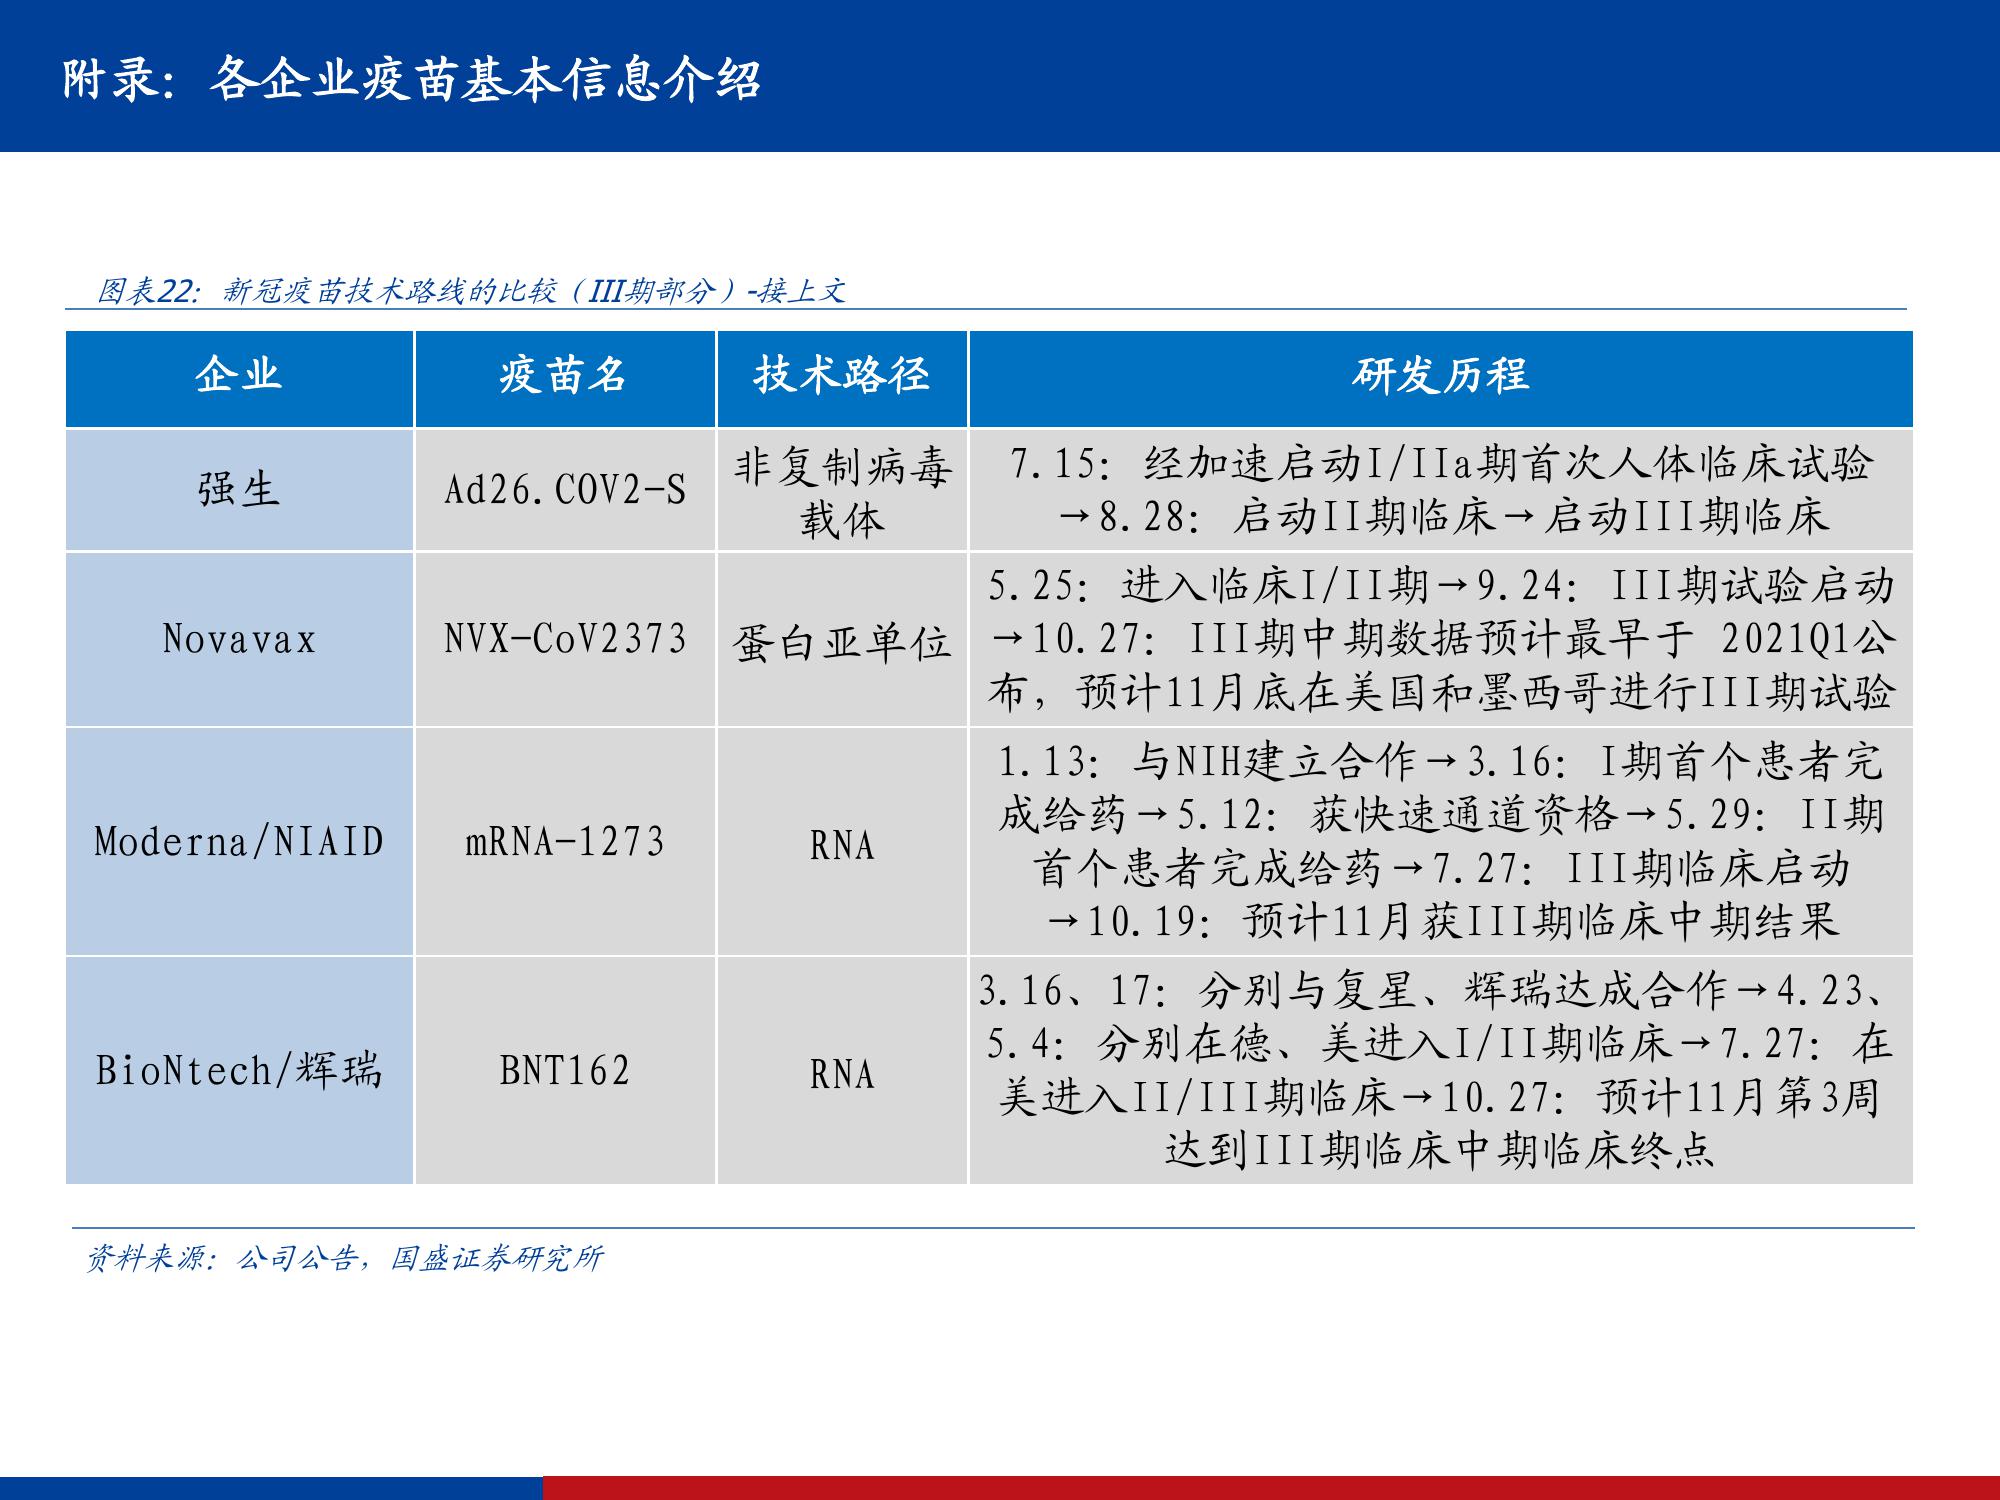 附录：各企业疫苗基本信息介绍
图表22：新冠疫苗技术路线的比较（III期部分）-接上文
企业 疫苗名 技术路径 研发历程
强生
Ad26.COV2-S
非复制病毒
载体
7.15：经加速启动I/IIa期首次人体临床试验
→8.28：启动II期临床→启动III期临床
Novavax
NVX-CoV2373
蛋白亚单位
5.25：进入临床I/II期→9.24：III期试验启动
→10.27：III期中期数据预计最早于 2021Q1公
布，预计11月底在美国和墨西哥进行III期试验
Moderna/NIAID
mRNA-1273
RNA
1.13：与NIH建立合作→3.16：I期首个患者完
成给药→5.12：获快速通道资格→5.29：II期
首个患者完成给药→7.27：III期临床启动
→10.19：预计11月获III期临床中期结果
BioNtech/辉瑞
BNT162
RNA
3.16、17：分别与复星、辉瑞达成合作→4.23、
5.4：分别在德、美进入I/II期临床→7.27：在
美进入II/III期临床→10.27：预计11月第3周
达到III期临床中期临床终点
资料来源：公司公告，国盛证券研究所